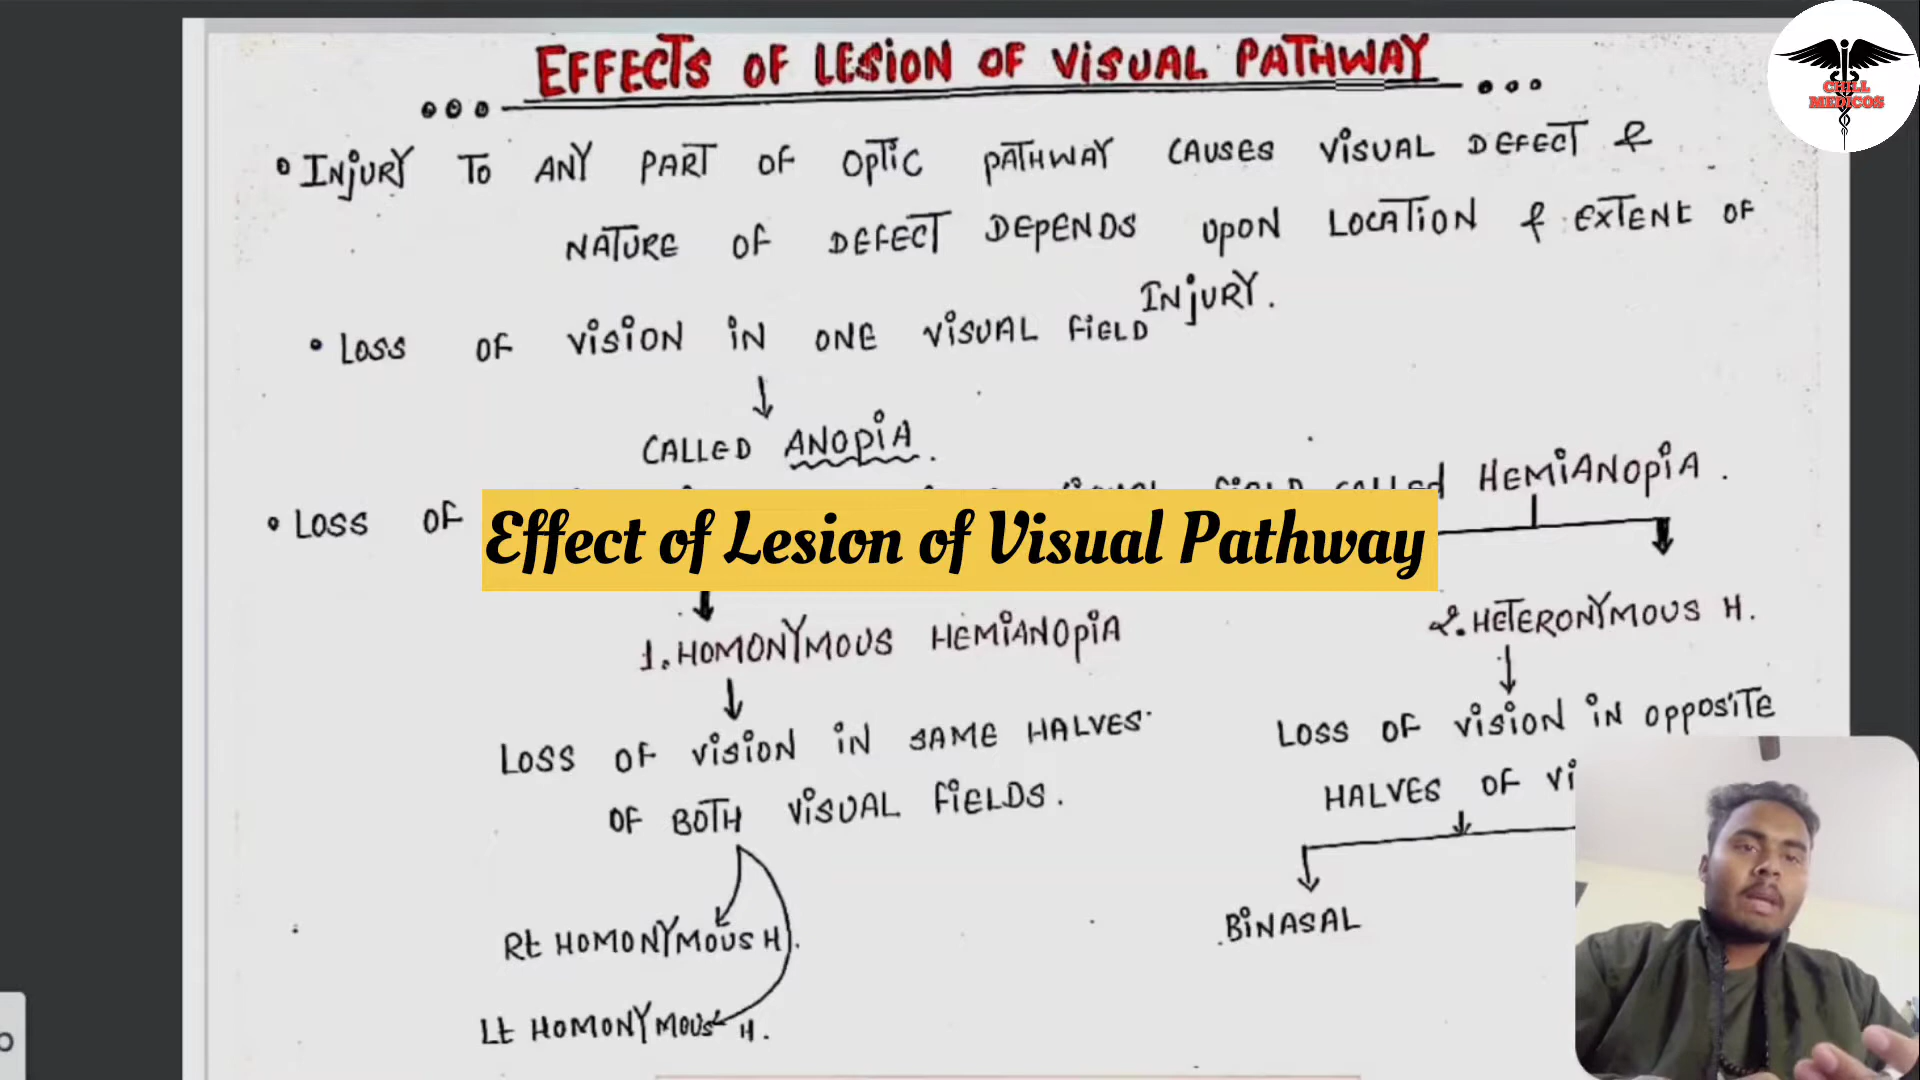 EFFECTS OF LESION OF VISUAL PATHWAY
CHILL
MEDICOS
INJURY TO ANY PART OF OPTIC PATHWAY CAUSES VISUAL DEFECT &
NATURE OF DEFECT DEPENDS UPON LOCATION & EXTENT OF
INJURY.
LOSS OF VISION IN ONE VISUAL FIELD
CALLED ANOPIA.
LOSS OF called HEMIANOPIA.
Effect of Lesion of Visual Pathway
1. HOMONYMOUS HEMIANOPIA
2. HETERONYMOUS H.
LOSS OF VISION IN SAME HALVES
OF BOTH VISUAL FIELDS.
LOSS OF VISION IN OPPOSITE
HALVES OF
Rt HOMONYMOUS H.
Lt HOMONYMOUS H.
BINASAL